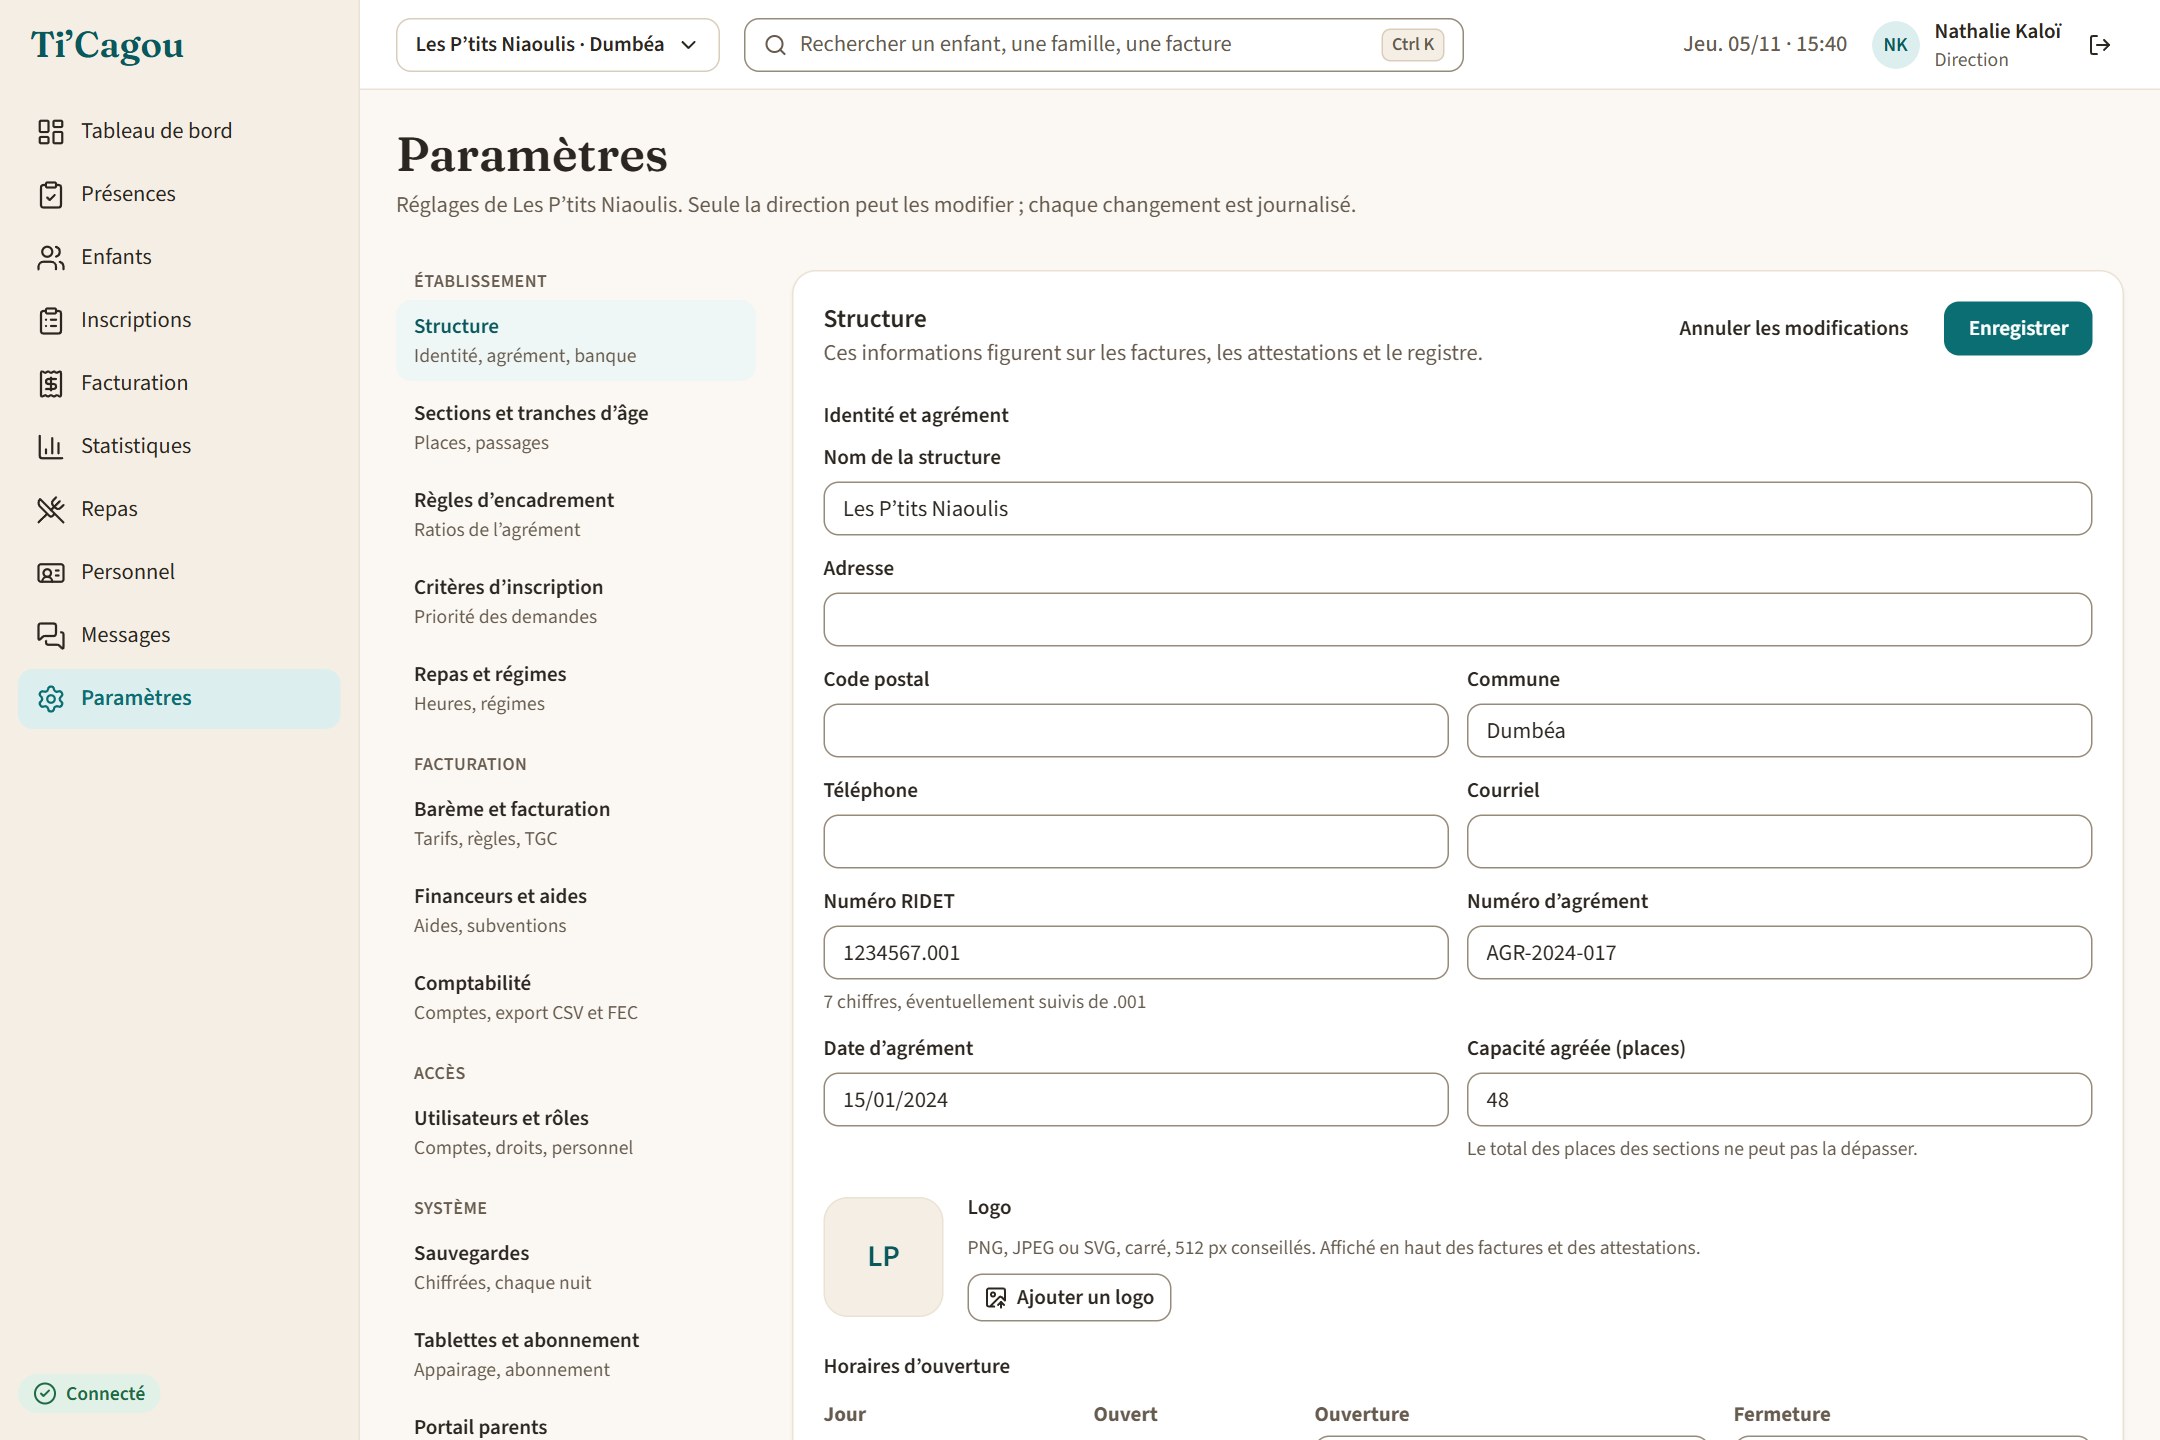 Ti’Cagou
Les P’tits Niaoulis · Dumbéa
Rechercher un enfant, une famille, une facture
Ctrl K
Jeu. 05/11 · 15:40
NK
Nathalie Kaloï
Direction
Tableau de bord
Présences
Enfants
Inscriptions
Facturation
Statistiques
Repas
Personnel
Messages
Paramètres
Connecté
Paramètres
Réglages de Les P’tits Niaoulis. Seule la direction peut les modifier ; chaque changement est journalisé.
ÉTABLISSEMENT
Structure
Identité, agrément, banque
Sections et tranches d’âge
Places, passages
Règles d’encadrement
Ratios de l’agrément
Critères d’inscription
Priorité des demandes
Repas et régimes
Heures, régimes
FACTURATION
Barème et facturation
Tarifs, règles, TGC
Financeurs et aides
Aides, subventions
Comptabilité
Comptes, export CSV et FEC
ACCÈS
Utilisateurs et rôles
Comptes, droits, personnel
SYSTÈME
Sauvegardes
Chiffrées, chaque nuit
Tablettes et abonnement
Appairage, abonnement
Portail parents
Structure
Ces informations figurent sur les factures, les attestations et le registre.
Annuler les modifications
Enregistrer
Identité et agrément
Nom de la structure
Les P’tits Niaoulis
Adresse
Code postal
Commune
Dumbéa
Téléphone
Courriel
Numéro RIDET
Numéro d’agrément
1234567.001
AGR-2024-017
7 chiffres, éventuellement suivis de .001
Date d’agrément
Capacité agréée (places)
15/01/2024
48
Le total des places des sections ne peut pas la dépasser.
LP
Logo
PNG, JPEG ou SVG, carré, 512 px conseillés. Affiché en haut des factures et des attestations.
Ajouter un logo
Horaires d’ouverture
Jour
Ouvert
Ouverture
Fermeture